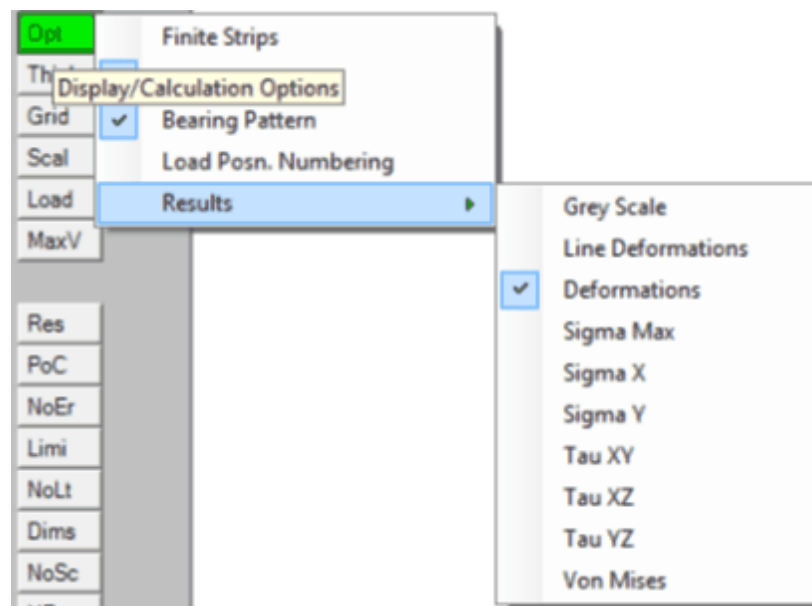 Opt
Finite Strips
Display/Calculation Options
Grid
Bearing Pattern
Scal
Load Posn. Numbering
Load
Results
MaxV
Grey Scale
Line Deformations
Deformations
Sigma Max
Sigma X
Sigma Y
Tau XY
Tau XZ
Tau YZ
Von Mises
Res
PoC
NoEr
Limi
NoLt
Dims
NoSc